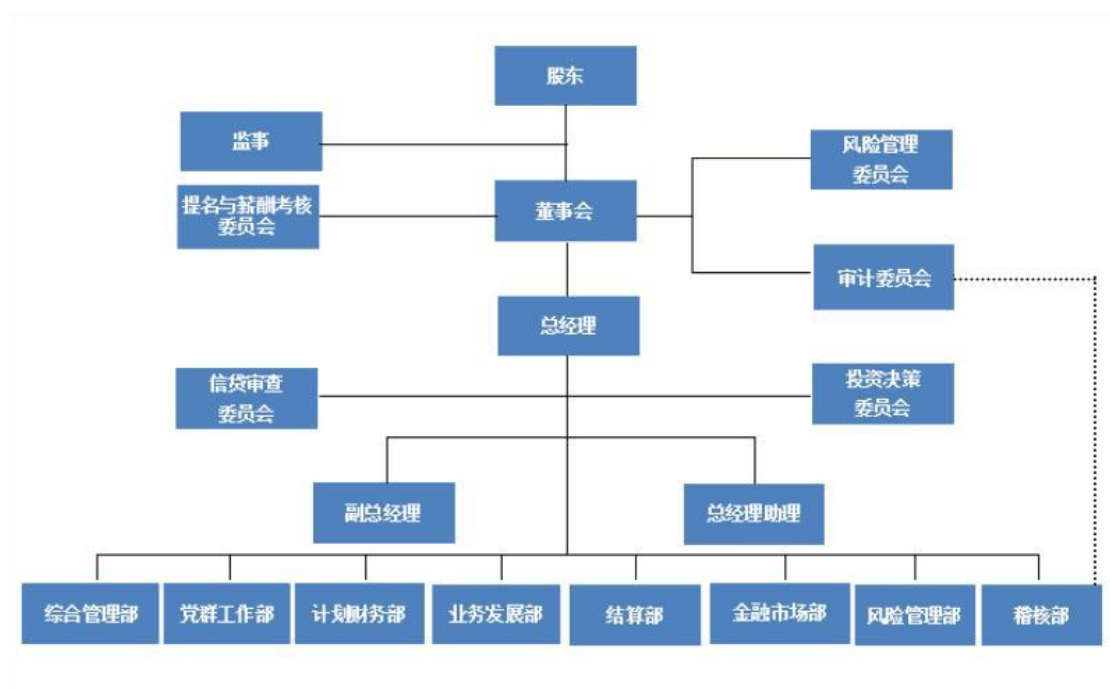 股东
监事
风险管理
委员会
提名与薪酬考核
委员会
董事会
审计委员会
总经理
信贷审查
委员会
投资决策
委员会
副总经理
总经理助理
综合管理部
党群工作部
计划财务部
业务发展部
结算部
金融市场部
风险管理部
稽核部